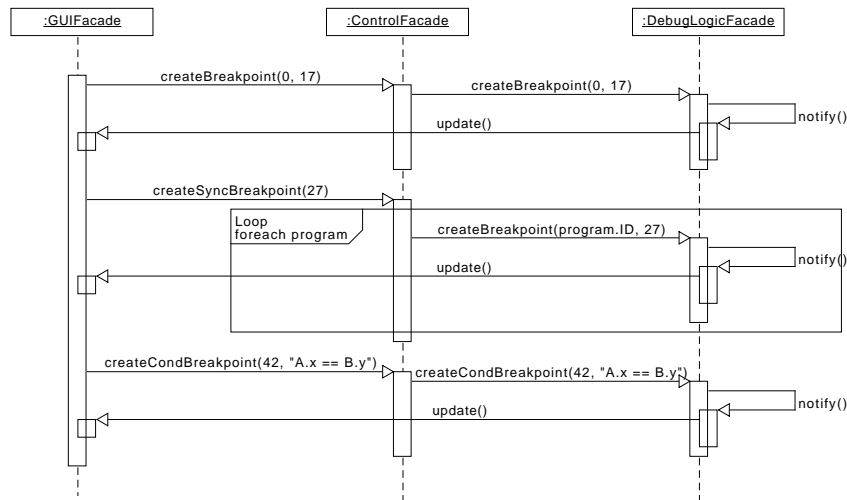 :GUIFacade
:ControlFacade
:DebugLogicFacade
createBreakpoint(0, 17)
createBreakpoint(0, 17)
notify()
update()
createSyncBreakpoint(27)
Loop
foreach program
createBreakpoint(program.ID, 27)
notify()
update()
createCondBreakpoint(42, "A.x == B.y")
createCondBreakpoint(42, "A.x == B.y")
notify()
update()